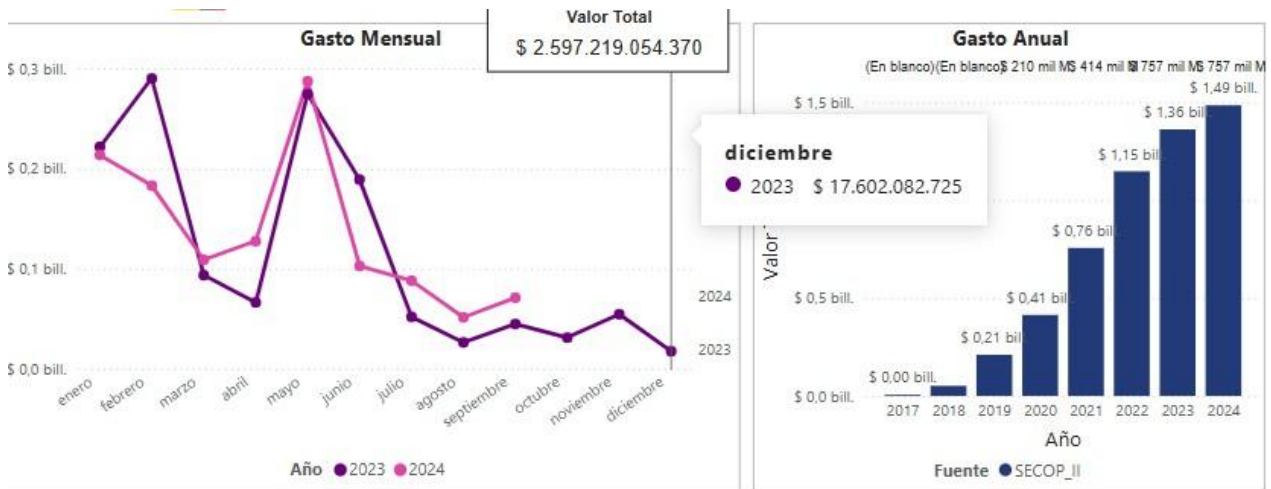 Valor Total
$ 2.597.219.054.370
Gasto Mensual
$ 0,3 bill.
$ 0,2 bill.
$ 0,1 bill.
$ 0,0 bill.
enero
febrero
marzo
abril
mayo
junio
julio
agosto
septiembre
octubre
noviembre
diciembre
2024
2023
Año 2023 2024
diciembre
2023 $ 17.602.082.725
Gasto Anual
(En blanco) (En blanco) $ 210 mil M $ 414 mil M 757 mil M $ 757 mil M
$ 1,49 bill.
$ 1,5 bill.
$ 1,36 bill.
$ 1,15 bill.
$ 0,76 bill.
$ 0,5 bill.
$ 0,41 bill.
$ 0,21 bill.
$ 0,00 bill.
$ 0,0 bill.
Valor
2017 2018 2019 2020 2021 2022 2023 2024
Año
Fuente SECOP_II